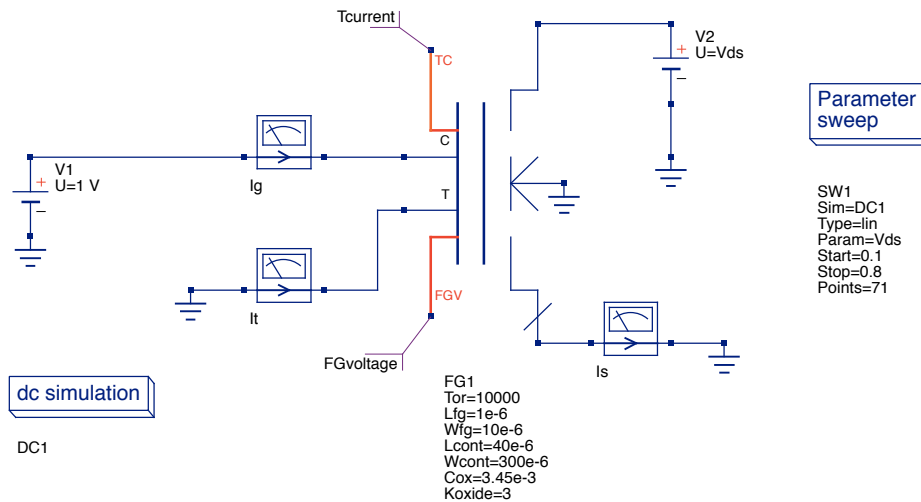 Tcurrent
TC
V2
U=Vds
+
−
Parameter
sweep
C
V1
U=1 V
+
−
Ig
T
SW1
Sim=DC1
Type=lin
Param=Vds
Start=0.1
Stop=0.8
Points=71
It
FGV
FGvoltage
Is
dc simulation
DC1
FG1
Tor=10000
Lfg=1e-6
Wfg=10e-6
Lcont=40e-6
Wcont=300e-6
Cox=3.45e-3
Koxide=3